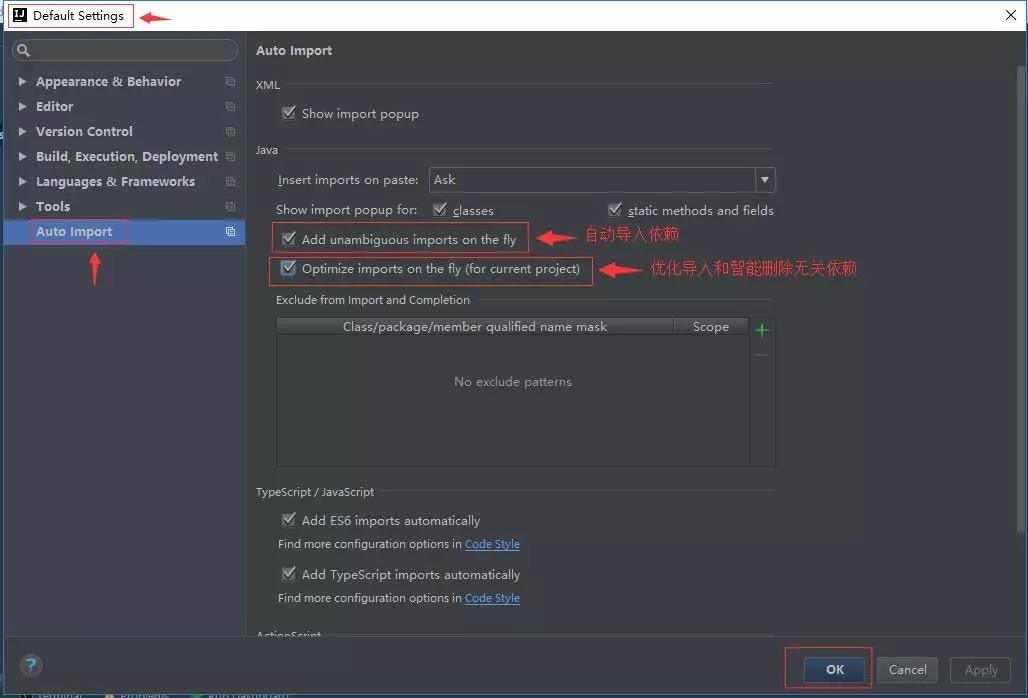 Default Settings
Appearance & Behavior
Editor
Version Control
Build, Execution, Deployment
Languages & Frameworks
Tools
Auto Import
Auto Import
XML
Show import popup
Java
Insert imports on paste: Ask
Show import popup for: classes static methods and fields
Add unambiguous imports on the fly 自动导入依赖
Optimize imports on the fly (for current project) 优化导入和智能删除无关依赖
Exclude from Import and Completion
Class/package/member qualified name mask Scope
No exclude patterns
TypeScript / JavaScript
Add ES6 imports automatically
Find more configuration options in Code Style
Add TypeScript imports automatically
Find more configuration options in Code Style
ActionScript
? OK Cancel Apply
Terminal Problems Run Dashboard